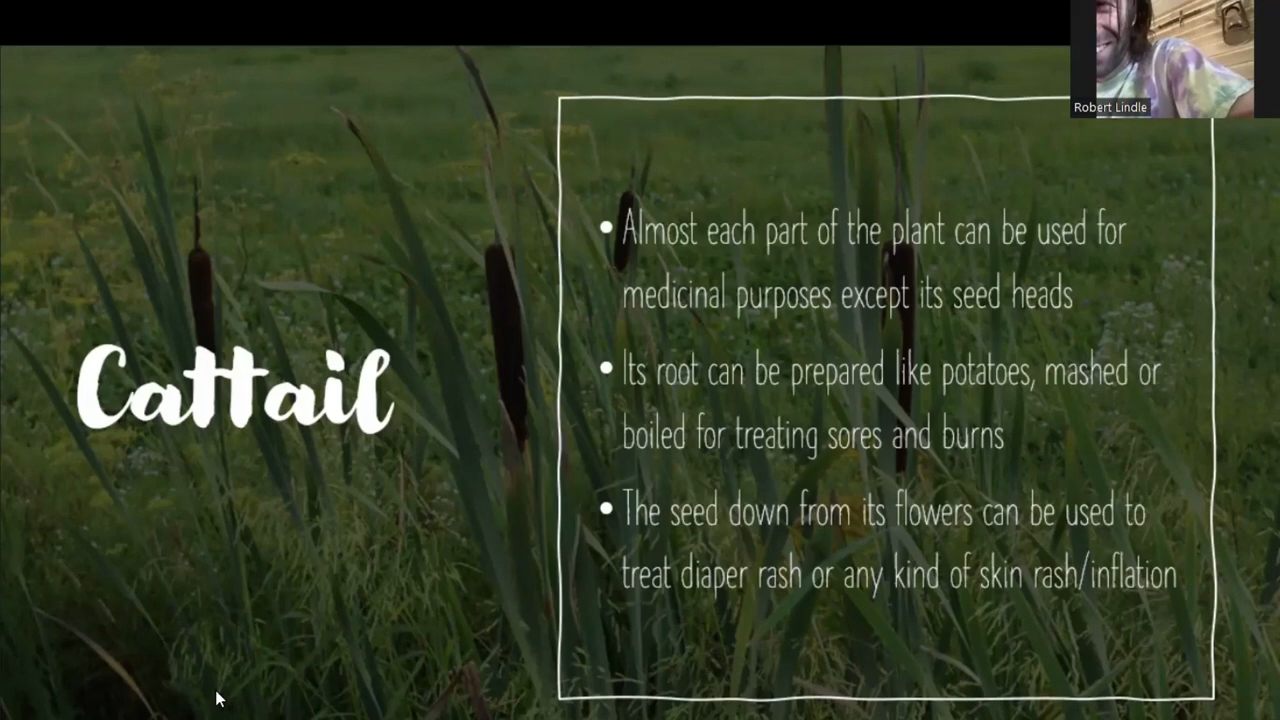 Robert Lindle
Cattail
• Almost each part of the plant can be used for
medicinal purposes except its seed heads
• Its root can be prepared like potatoes, mashed or
boiled for treating sores and burns
• The seed down from its flowers can be used to
treat diaper rash or any kind of skin rash/inflation